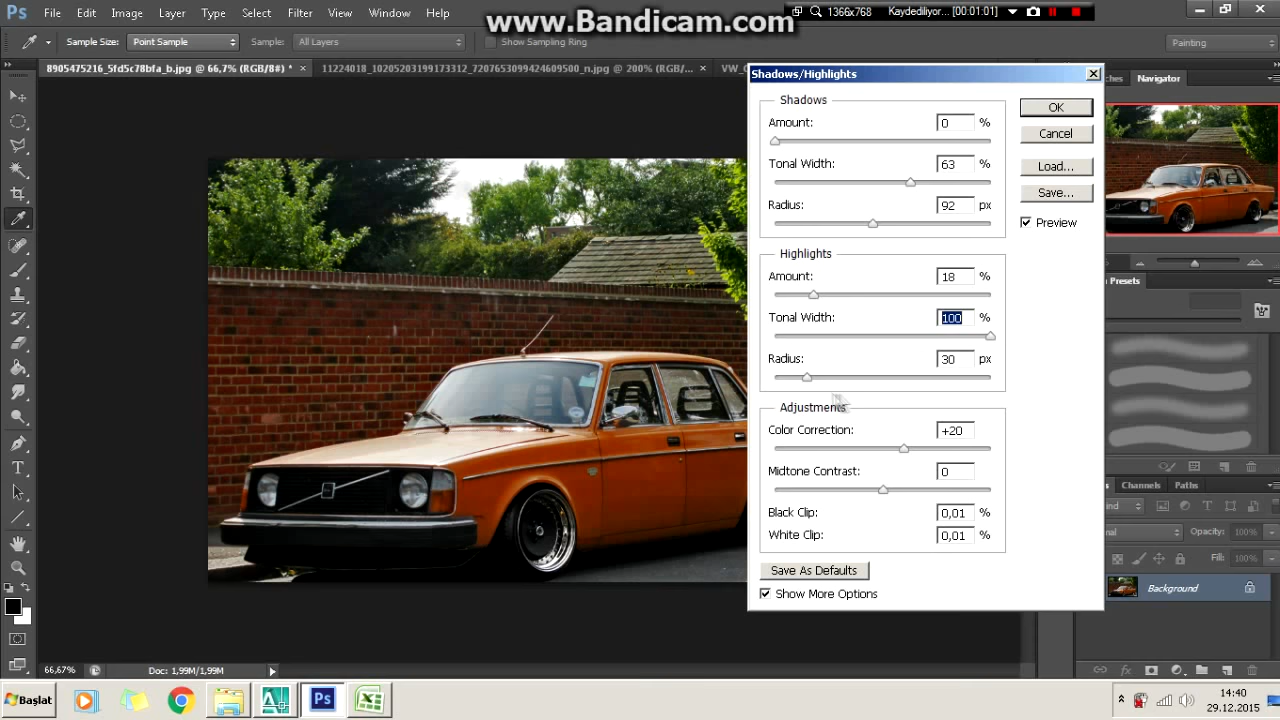 www.Bandicam.com
1366x768 Kaydediliyor... [00:01:01]
Ps File Edit Image Layer Type Select Filter View Window Help
Sample Size: Point Sample Sample: All Layers Show Sampling Ring Painting
8905475216_5fd5c78bfa_b.jpg @ 66,7% (RGB/8#) * × 11224018_10205203199173312_7207653099424609500_n.jpg @ 200% (RGB/... ×
Shadows/Highlights
Navigator
Shadows
Amount: 0 %
OK
Tonal Width: 63 %
Cancel
Radius: 92 px
Load...
Save...
Preview
Highlights
Amount: 18 %
Tonal Width: 100 %
Radius: 30 px
Presets
Adjustments
Color Correction: +20
Midtone Contrast: 0
Black Clip: 0,01 %
White Clip: 0,01 %
Save As Defaults
Show More Options
Channels Paths
Opacity: 100%
Fill: 100%
Background
66,67% Doc: 1,99M/1,99M
Başlat
Ps
14:40
29.12.2015